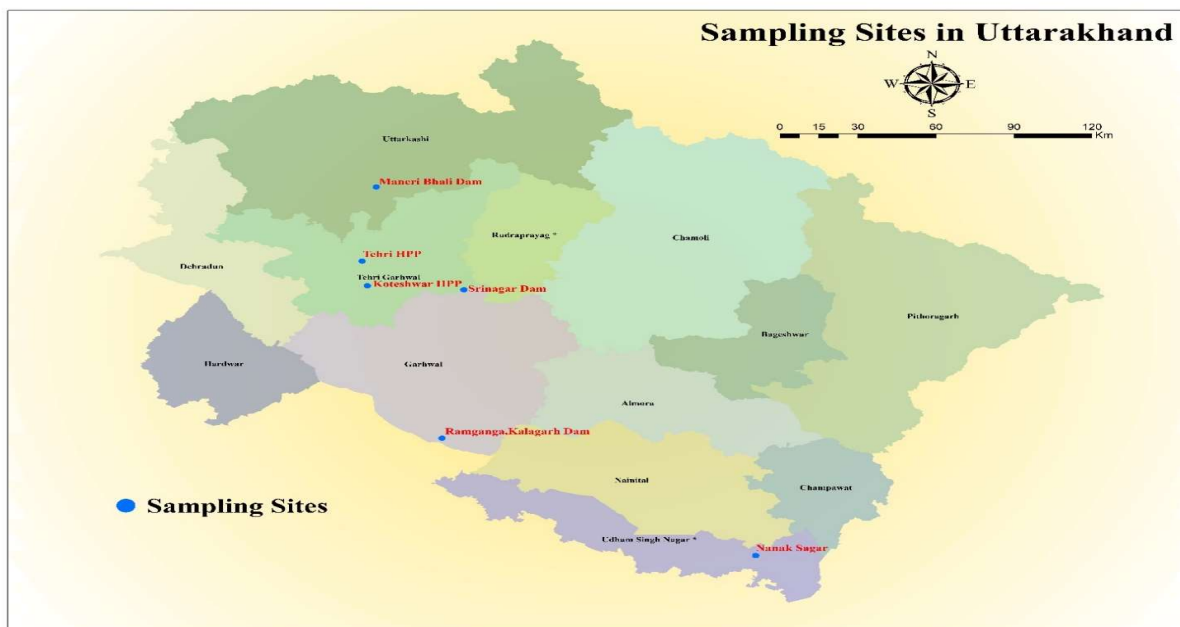 Sampling Sites in Uttarakhand
N
W E
S
0 15 30 60 90 120
Km
Uttarkashi
Maneri Bhali Dam
Rudraprayag *
Chamoli
Tehri HPP
Dehradun
Tehri Garhwal
Koteshwar HPP
Srinagar Dam
Pithoragarh
Bageshwar
Hardwar
Garhwal
Almora
Ramganga,Kalagarh Dam
Nainital
Champawat
Sampling Sites
Udham Singh Nagar *
Nanak Sagar